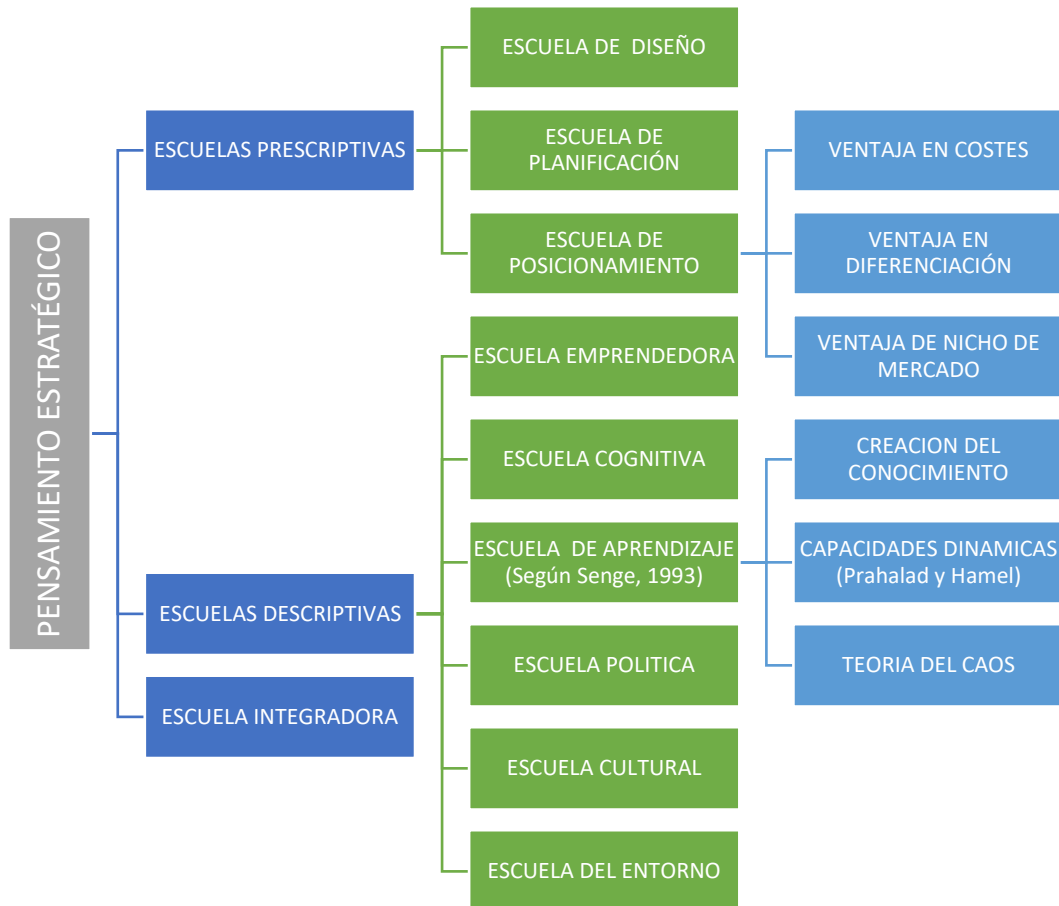 PENSAMIENTO ESTRATÉGICO
ESCUELAS PRESCRIPTIVAS
ESCUELA DE  DISEÑO
ESCUELA DE
PLANIFICACIÓN
ESCUELA DE
POSICIONAMIENTO
VENTAJA EN COSTES
VENTAJA EN
DIFERENCIACIÓN
VENTAJA DE NICHO DE
MERCADO
ESCUELAS DESCRIPTIVAS
ESCUELA EMPRENDEDORA
ESCUELA COGNITIVA
ESCUELA  DE APRENDIZAJE
(Según Senge, 1993)
CREACION DEL
CONOCIMIENTO
CAPACIDADES DINAMICAS
(Prahalad y Hamel)
TEORIA DEL CAOS
ESCUELA POLITICA
ESCUELA CULTURAL
ESCUELA DEL ENTORNO
ESCUELA INTEGRADORA